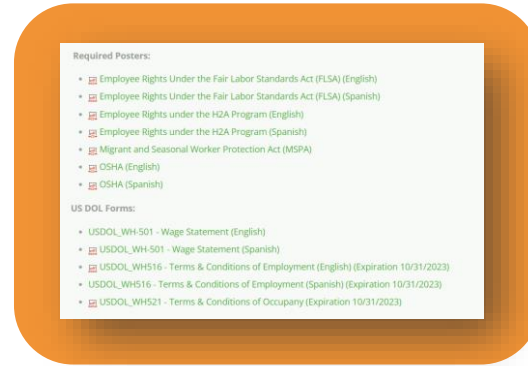 Required Posters:
Employee Rights Under the Fair Labor Standards Act (FLSA) (English)
Employee Rights Under the Fair Labor Standards Act (FLSA) (Spanish)
Employee Rights under the H2A Program (English)
Employee Rights under the H2A Program (Spanish)
Migrant and Seasonal Worker Protection Act (MSPA)
OSHA (English)
OSHA (Spanish)
US DOL Forms:
USDOL_WH-501 - Wage Statement (English)
USDOL_WH-501 - Wage Statement (Spanish)
USDOL_WH516 - Terms & Conditions of Employment (English) (Expiration 10/31/2023)
USDOL_WH516 - Terms & Conditions of Employment (Spanish) (Expiration 10/31/2023)
USDOL_WH521 - Terms & Conditions of Occupany (Expiration 10/31/2023)